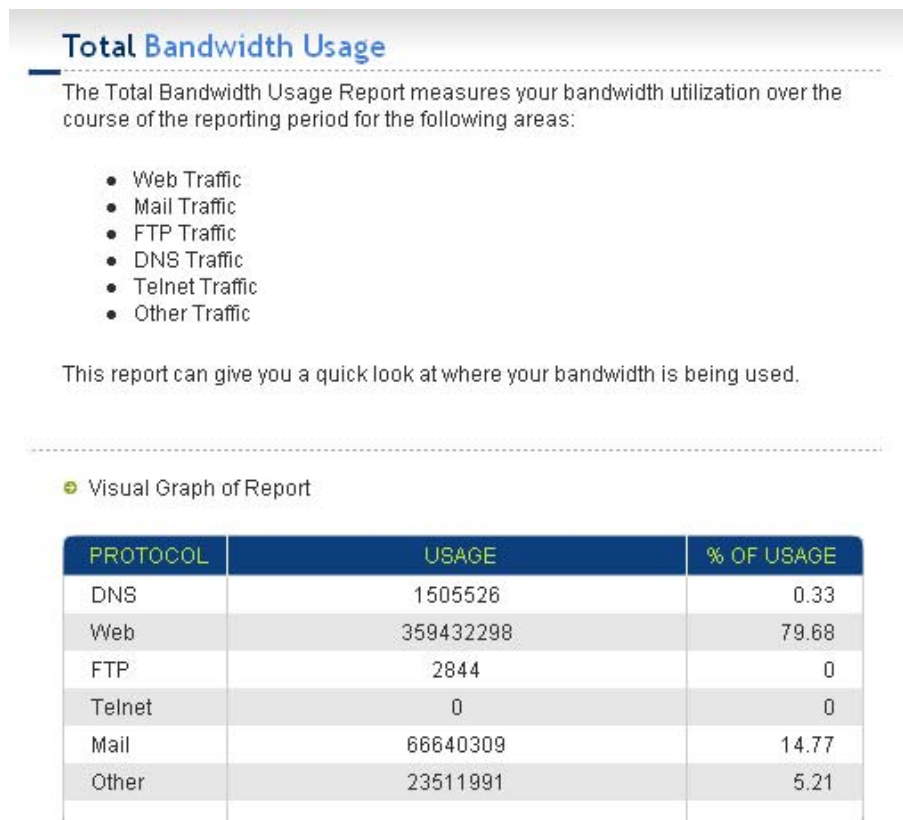 Total Bandwidth Usage
The Total Bandwidth Usage Report measures your bandwidth utilization over the
course of the reporting period for the following areas:
● Web Traffic
● Mail Traffic
● FTP Traffic
● DNS Traffic
● Telnet Traffic
● Other Traffic
This report can give you a quick look at where your bandwidth is being used.
Visual Graph of Report
PROTOCOL USAGE % OF USAGE
DNS 1505526 0.33
Web 359432298 79.68
FTP 2844 0
Telnet 0 0
Mail 66640309 14.77
Other 23511991 5.21